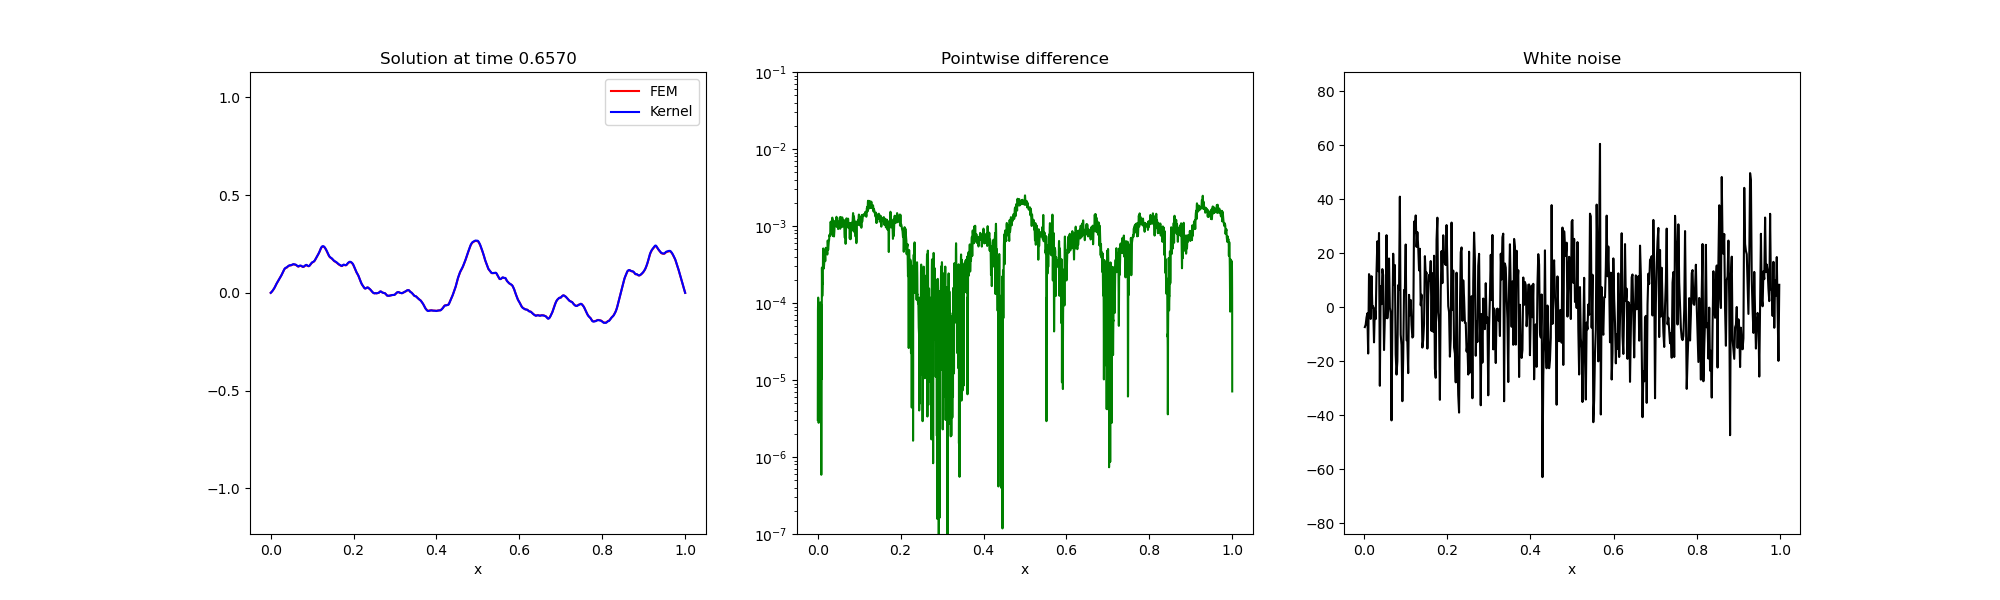 Solution at time 0.6570
1.0
0.5
0.0
−0.5
−1.0
0.0 0.2 0.4 0.6 0.8 1.0
x
FEM
Kernel
Pointwise difference
10⁻¹
10⁻²
10⁻³
10⁻⁴
10⁻⁵
10⁻⁶
10⁻⁷
0.0 0.2 0.4 0.6 0.8 1.0
x
White noise
80
60
40
20
0
−20
−40
−60
−80
0.0 0.2 0.4 0.6 0.8 1.0
x